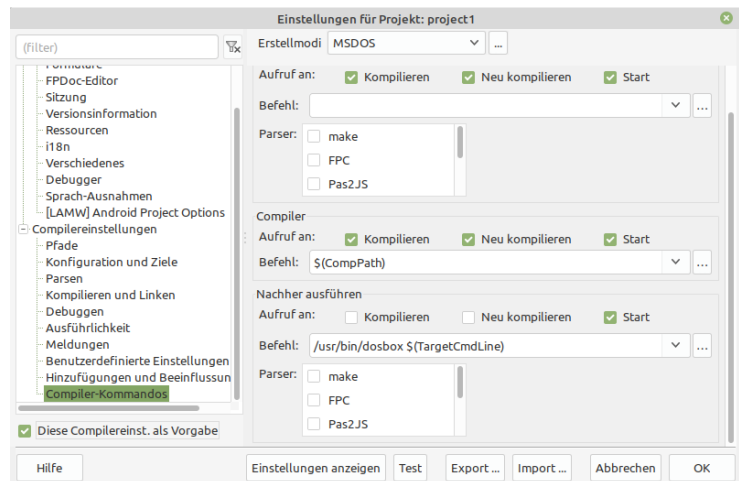 Einstellungen für Projekt: project1
(filter)
FPDoc-Editor
Sitzung
Versionsinformation
Ressourcen
i18n
Verschiedenes
Debugger
Sprach-Ausnahmen
[LAMW] Android Project Options
Compilereinstellungen
Pfade
Konfiguration und Ziele
Parsen
Kompilieren und Linken
Debuggen
Ausführlichkeit
Meldungen
Benutzerdefinierte Einstellungen
Hinzufügungen und Beeinflussun
Compiler-Kommandos
Diese Compilereinst. als Vorgabe
Erstellmodi MSDOS ...
Aufruf an: Kompilieren Neu kompilieren Start
Befehl: ...
Parser: make
FPC
Pas2JS
Compiler
Aufruf an: Kompilieren Neu kompilieren Start
Befehl: $(CompPath) ...
Nachher ausführen
Aufruf an: Kompilieren Neu kompilieren Start
Befehl: /usr/bin/dosbox $(TargetCmdLine) ...
Parser: make
FPC
Pas2JS
Hilfe Einstellungen anzeigen Test Export ... Import ... Abbrechen OK